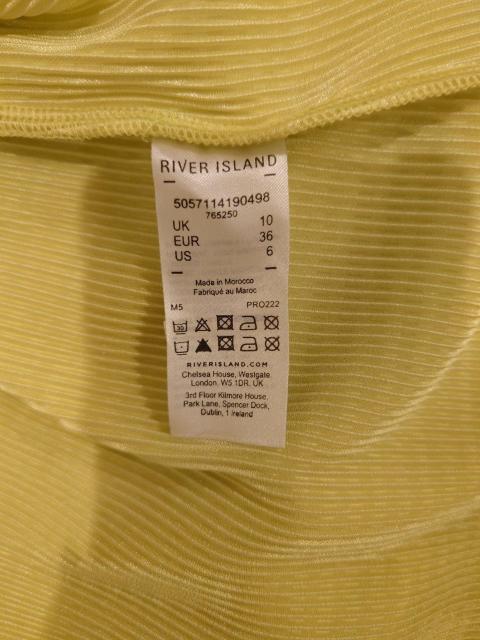 RIVER ISLAND
5057114190498
765250
UK 10
EUR 36
US 6
Made in Morocco
Fabriqué au Maroc
M5 PRO222
30
RIVERISLAND.COM
Chelsea House, Westgate,
London. W5 1DR. UK
3rd Floor Kilmore House,
Park Lane, Spencer Dock,
Dublin, 1 Ireland